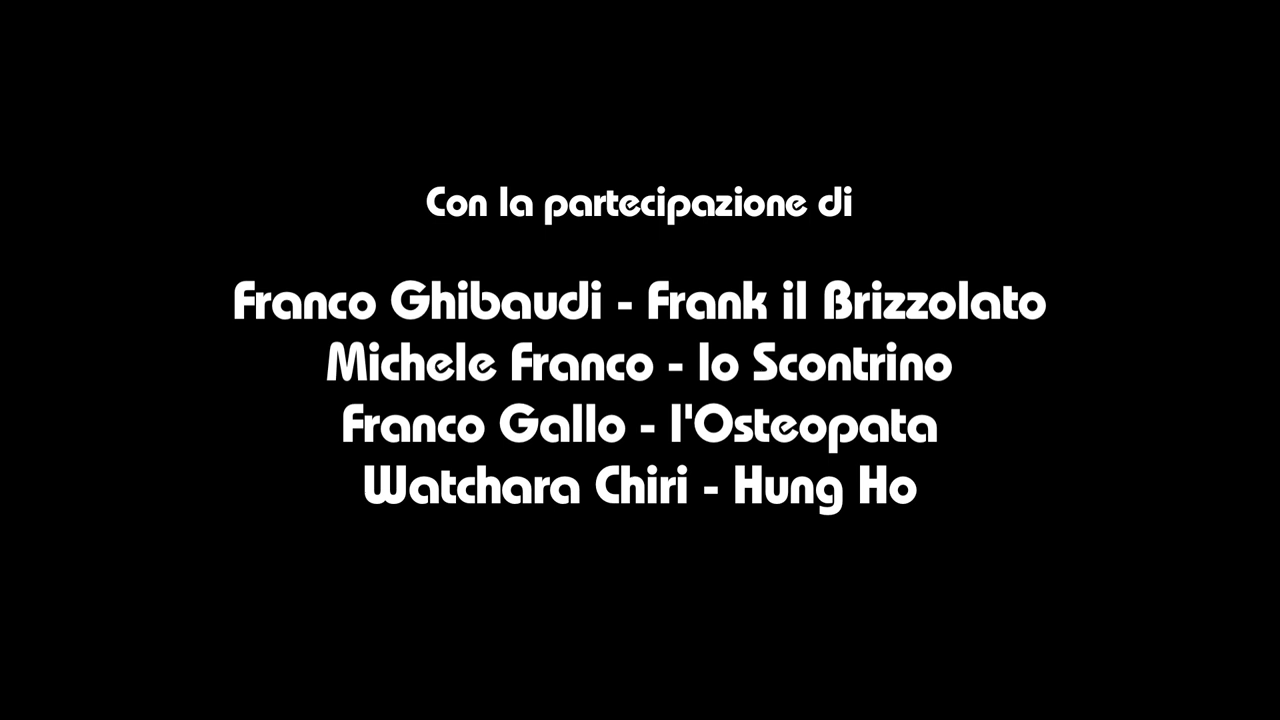 Con la partecipazione di
Franco Ghibaudi - Frank il Brizzolato
Michele Franco - lo Scontrino
Franco Gallo - l'Osteopata
Watchara Chiri - Hung Ho